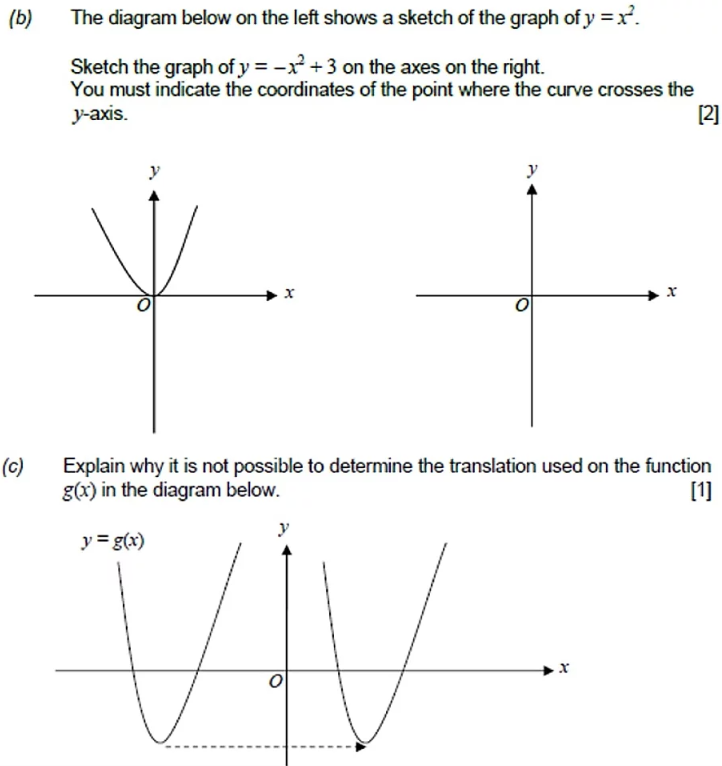 (b) The diagram below on the left shows a sketch of the graph of y = x².
Sketch the graph of y = −x² + 3 on the axes on the right.
You must indicate the coordinates of the point where the curve crosses the
y-axis. [2]
y y
x x
O O
(c) Explain why it is not possible to determine the translation used on the function
g(x) in the diagram below. [1]
y
y = g(x)
x
O